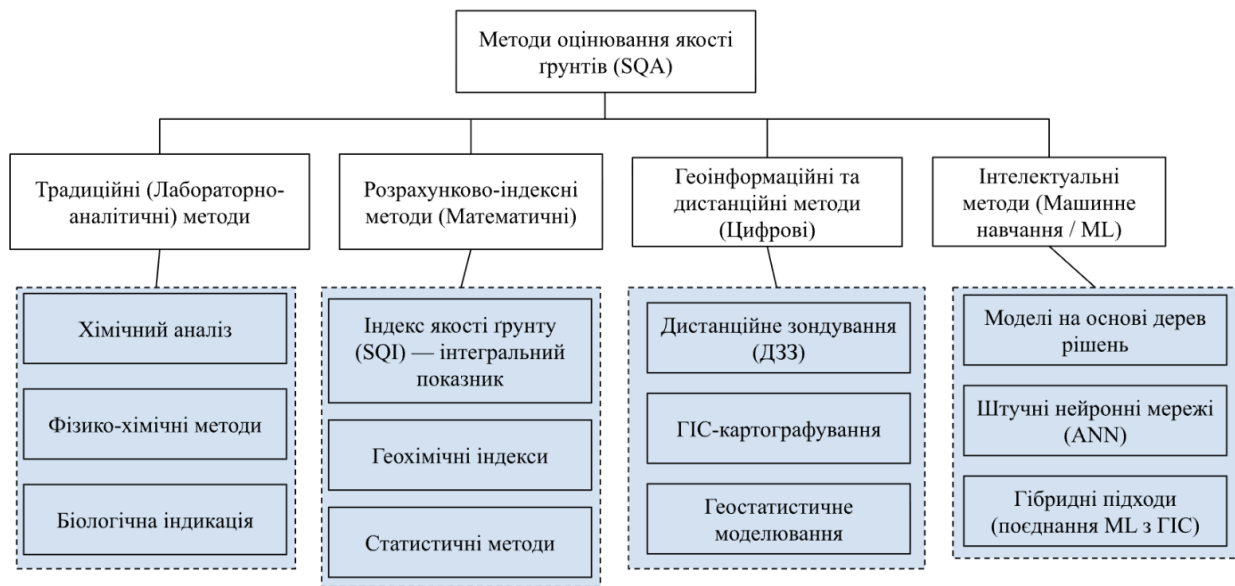 Методи оцінювання якості
ґрунтів (SQA)
Традиційні (Лабораторно-
аналітичні) методи
Розрахунково-індексні
методи (Математичні)
Геоінформаційні та
дистанційні методи
(Цифрові)
Інтелектуальні
методи (Машинне
навчання / ML)
Хімічний аналіз
Фізико-хімічні методи
Біологічна індикація
Індекс якості ґрунту
(SQI) — інтегральний
показник
Геохімічні індекси
Статистичні методи
Дистанційне зондування
(ДЗЗ)
ГІС-картографування
Геостатистичне
моделювання
Моделі на основі дерев
рішень
Штучні нейронні мережі
(ANN)
Гібридні підходи
(поєднання ML з ГІС)